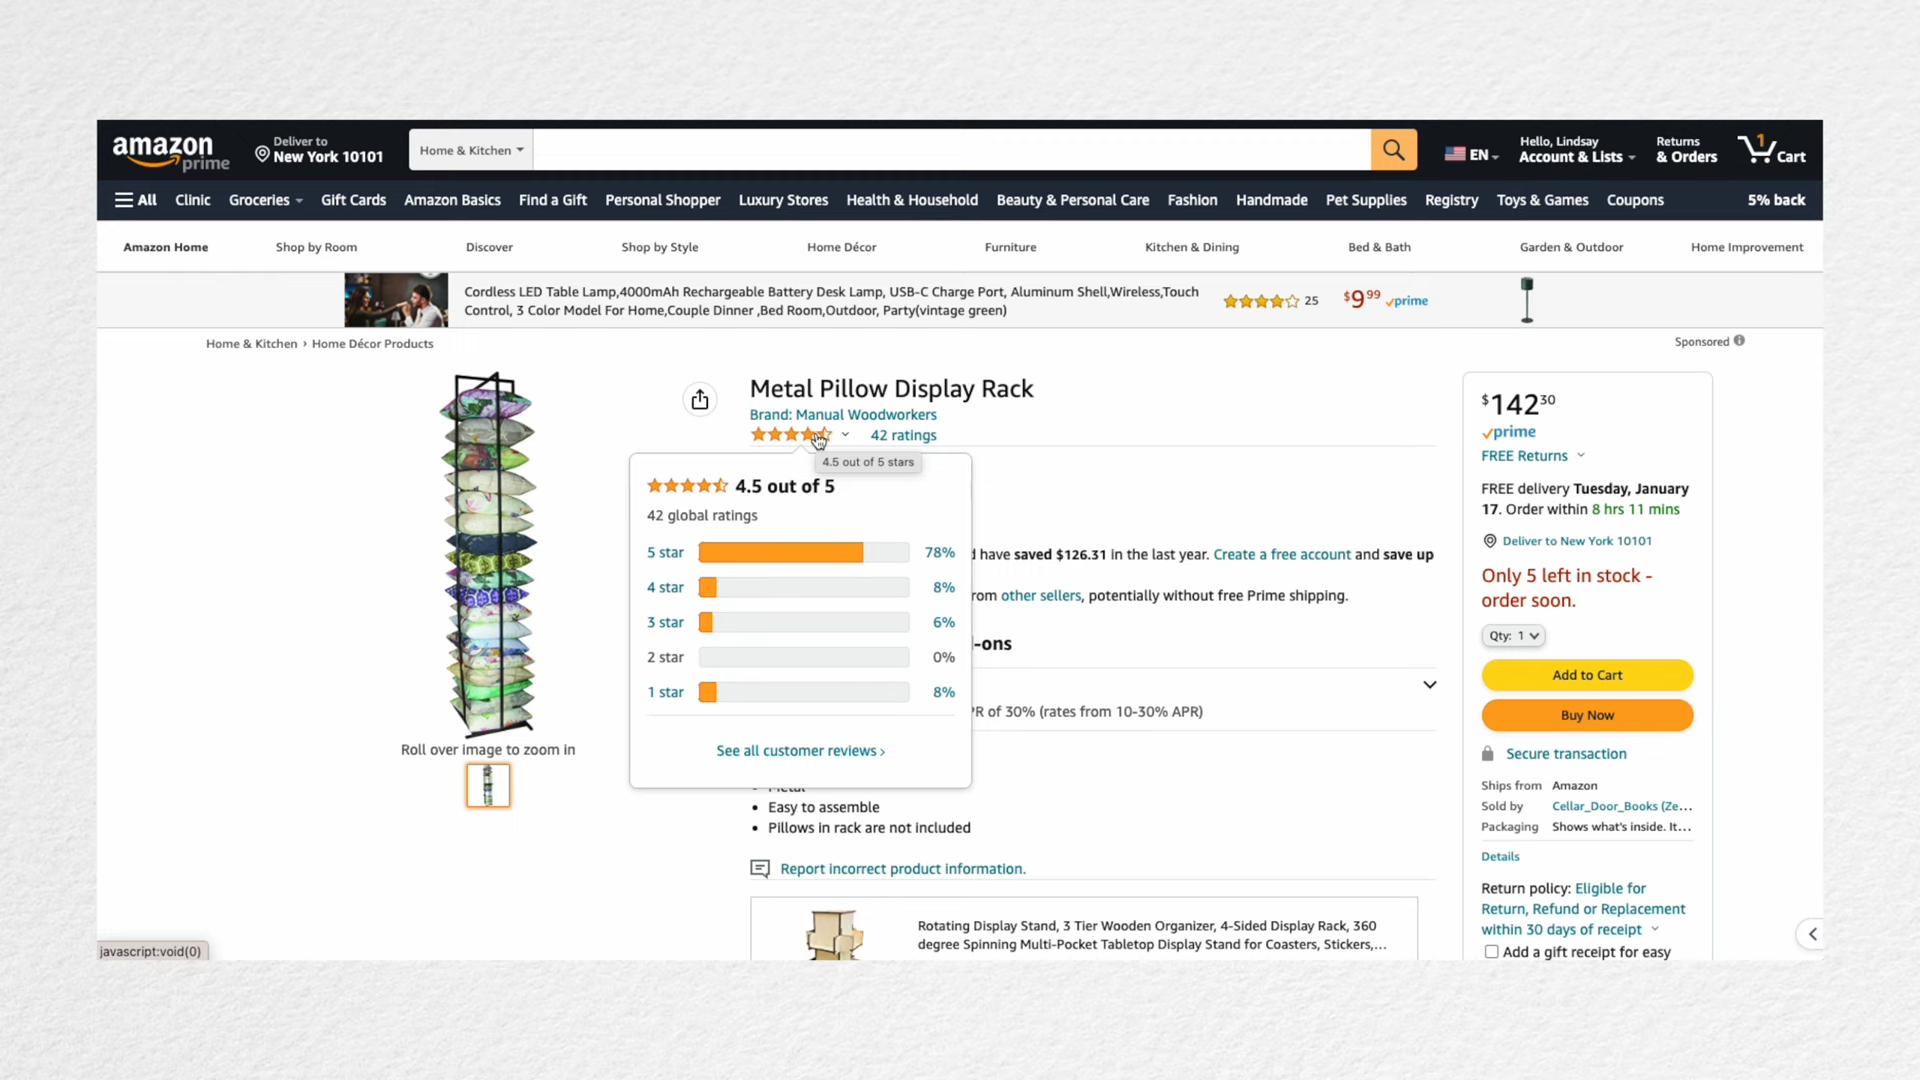 amazon
prime
Deliver to
New York 10101
Home & Kitchen
EN
Hello, Lindsay
Account & Lists
Returns
& Orders
1
Cart
All
Clinic
Groceries
Gift Cards
Amazon Basics
Find a Gift
Personal Shopper
Luxury Stores
Health & Household
Beauty & Personal Care
Fashion
Handmade
Pet Supplies
Registry
Toys & Games
Coupons
5% back
Amazon Home
Shop by Room
Discover
Shop by Style
Home Décor
Furniture
Kitchen & Dining
Bed & Bath
Garden & Outdoor
Home Improvement
Cordless LED Table Lamp,4000mAh Rechargeable Battery Desk Lamp, USB-C Charge Port, Aluminum Shell,Wireless,Touch
Control, 3 Color Model For Home,Couple Dinner ,Bed Room,Outdoor, Party(vintage green)
25
$9 99 prime
Sponsored
Home & Kitchen › Home Décor Products
Roll over image to zoom in
Metal Pillow Display Rack
Brand: Manual Woodworkers
42 ratings
4.5 out of 5 stars
4.5 out of 5
42 global ratings
5 star 78%
4 star 8%
3 star 6%
2 star 0%
1 star 8%
See all customer reviews ›
have saved $126.31 in the last year. Create a free account and save up
other sellers, potentially without free Prime shipping.
-ons
R of 30% (rates from 10-30% APR)
• Metal
• Easy to assemble
• Pillows in rack are not included
Report incorrect product information.
Rotating Display Stand, 3 Tier Wooden Organizer, 4-Sided Display Rack, 360
degree Spinning Multi-Pocket Tabletop Display Stand for Coasters, Stickers,...
$142 30
prime
FREE Returns
FREE delivery Tuesday, January
17. Order within 8 hrs 11 mins
Deliver to New York 10101
Only 5 left in stock -
order soon.
Qty: 1
Add to Cart
Buy Now
Secure transaction
Ships from Amazon
Sold by Cellar_Door_Books (Ze...
Packaging Shows what's inside. It...
Details
Return policy: Eligible for
Return, Refund or Replacement
within 30 days of receipt
Add a gift receipt for easy
javascript:void(0)